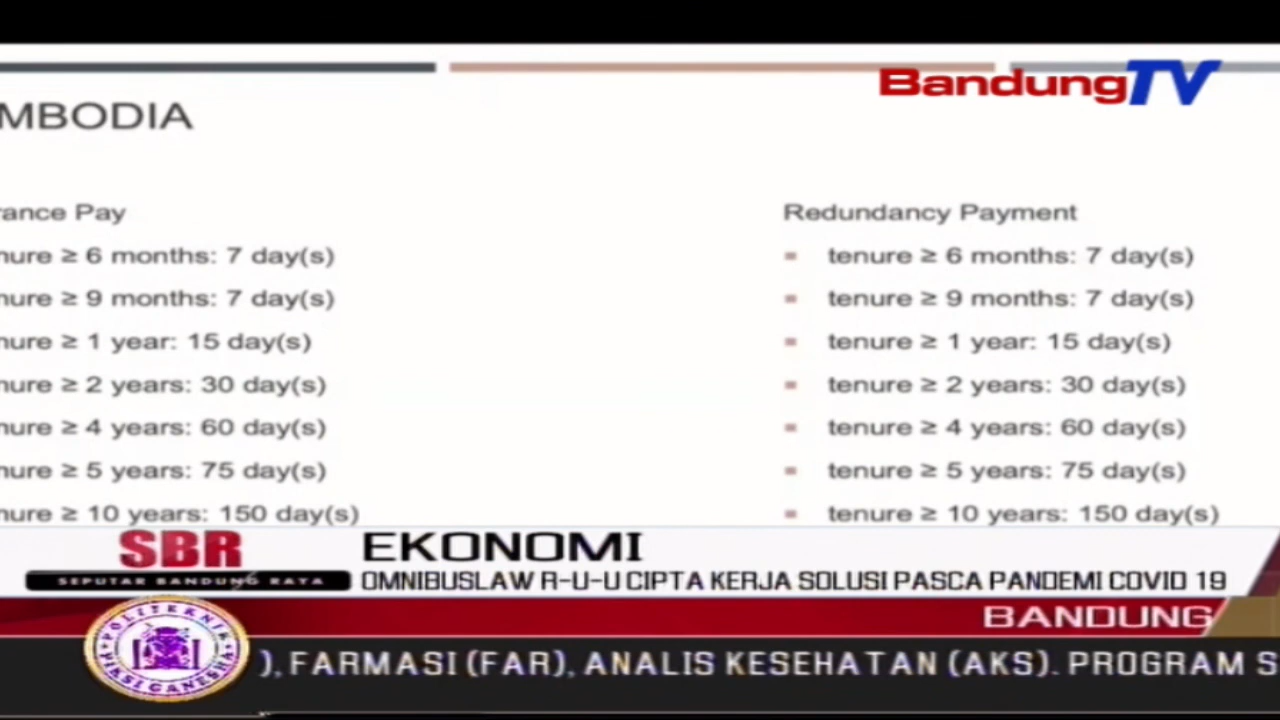 BandungTV
MBODIA
rance Pay
nure ≥ 6 months: 7 day(s)
nure ≥ 9 months: 7 day(s)
nure ≥ 1 year: 15 day(s)
nure ≥ 2 years: 30 day(s)
nure ≥ 4 years: 60 day(s)
nure ≥ 5 years: 75 day(s)
nure ≥ 10 years: 150 day(s)
Redundancy Payment
▪ tenure ≥ 6 months: 7 day(s)
▪ tenure ≥ 9 months: 7 day(s)
▪ tenure ≥ 1 year: 15 day(s)
▪ tenure ≥ 2 years: 30 day(s)
▪ tenure ≥ 4 years: 60 day(s)
▪ tenure ≥ 5 years: 75 day(s)
▪ tenure ≥ 10 years: 150 day(s)
SBR
SEPUTAR BANDUNG RAYA
EKONOMI
OMNIBUSLAW R-U-U CIPTA KERJA SOLUSI PASCA PANDEMI COVID 19
BANDUNG
POLITEKNIK
PIKSI GANESHA
), FARMASI (FAR), ANALIS KESEHATAN (AKS). PROGRAM S